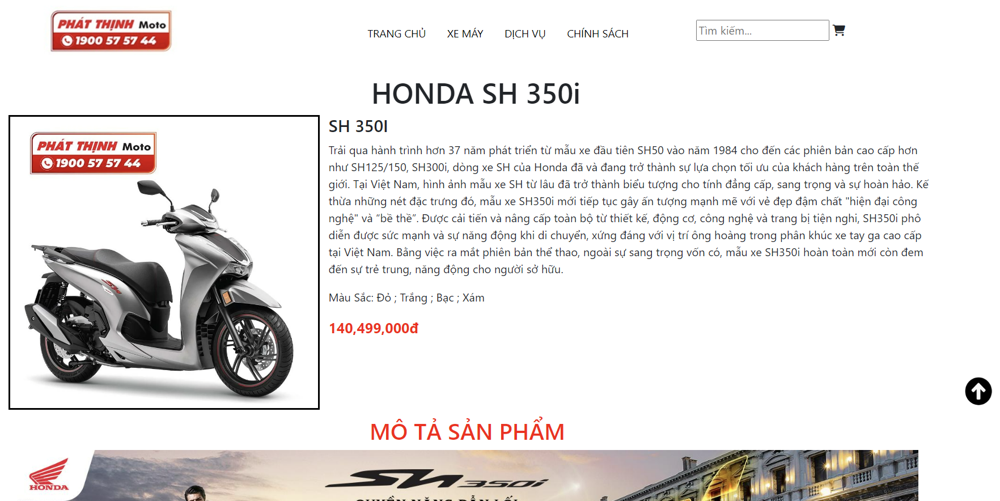 PHÁT THỊNH Moto
1900 57 57 44
TRANG CHỦ XE MÁY DỊCH VỤ CHÍNH SÁCH
Tìm kiếm...
HONDA SH 350i
PHÁT THỊNH Moto
1900 57 57 44
SH 350I
Trải qua hành trình hơn 37 năm phát triển từ mẫu xe đầu tiên SH50 vào năm 1984 cho đến các phiên bản cao cấp hơn
như SH125/150, SH300i, dòng xe SH của Honda đã và đang trở thành sự lựa chọn tối ưu của khách hàng trên toàn thế
giới. Tại Việt Nam, hình ảnh mẫu xe SH từ lâu đã trở thành biểu tượng cho tính đẳng cấp, sang trọng và sự hoàn hảo. Kế
thừa những nét đặc trưng đó, mẫu xe SH350i mới tiếp tục gây ấn tượng mạnh mẽ với vẻ đẹp đậm chất "hiện đại công
nghệ" và “bề thề”. Được cải tiến và nâng cấp toàn bộ từ thiết kế, động cơ, công nghệ và trang bị tiện nghi, SH350i phô
diễn được sức mạnh và sự năng động khi di chuyển, xứng đáng với vị trí ông hoàng trong phân khúc xe tay ga cao cấp
tại Việt Nam. Bằng việc ra mắt phiên bản thể thao, ngoài sự sang trọng vốn có, mẫu xe SH350i hoàn toàn mới còn đem
đến sự trẻ trung, năng động cho người sở hữu.
Màu Sắc: Đỏ ; Trắng ; Bạc ; Xám
140,499,000đ
MÔ TẢ SẢN PHẨM
HONDA
SH 350i
QUYỀN NĂNG DẪN LỐI